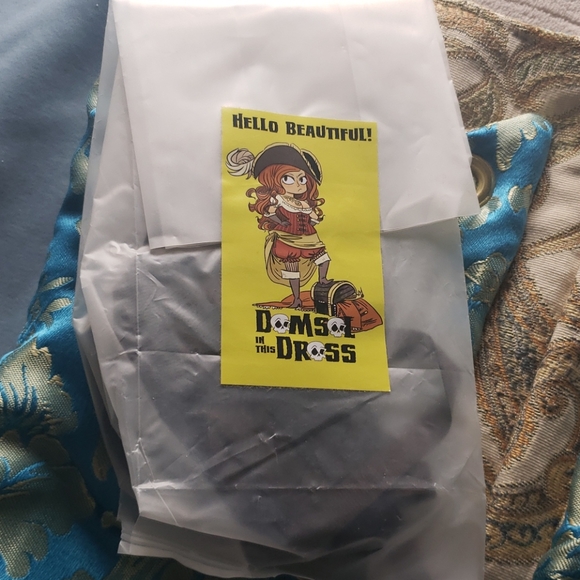 HELLO BEAUTIFUL!
DAMSEL
IN THIS DRESS